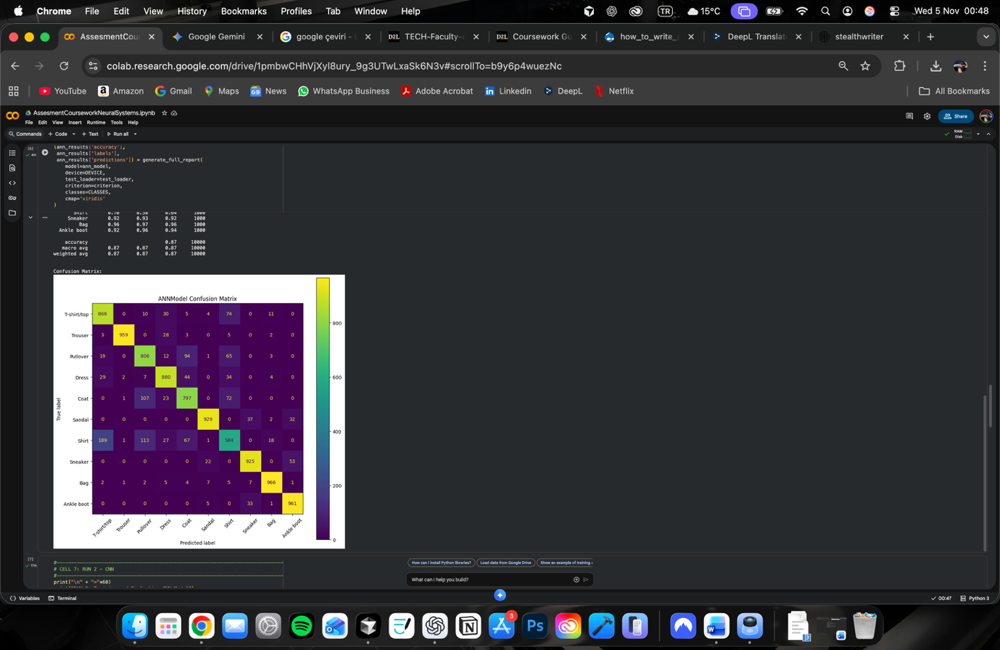 Chrome File Edit View History Bookmarks Profiles Tab Window Help TR 15°C Wed 5 Nov 00:48
AssesmentCour Google Gemini google çeviri - D2L TECH-Faculty- D2L Coursework Gu how_to_write_ DeepL Translat stealthwriter
colab.research.google.com/drive/1pmbwCHhVjXyl8ury_9g3UTwLxaSk6N3v#scrollTo=b9y6p4wuezNc
YouTube Amazon Gmail Maps News WhatsApp Business Adobe Acrobat Linkedin DeepL Netflix All Bookmarks
AssesmentCourseworkNeuralSystems.ipynb
Share
File Edit View Insert Runtime Tools Help
Commands + Code + Text Run all
RAM
Disk
[6]
4m
(ann_results['accuracy'],
ann_results['labels'],
ann_results['predictions']) = generate_full_report(
model=ann_model,
device=DEVICE,
test_loader=test_loader,
criterion=criterion,
classes=CLASSES,
cmap='viridis'
)
Shirt 0.70 0.58 0.64 1000
Sneaker 0.92 0.93 0.92 1000
Bag 0.96 0.97 0.96 1000
Ankle boot 0.92 0.96 0.94 1000
accuracy 0.87 10000
macro avg 0.87 0.87 0.87 10000
weighted avg 0.87 0.87 0.87 10000
Confusion Matrix:
ANNModel Confusion Matrix
T-shirt/top 866 0 10 30 5 4 74 0 11 0
Trouser 3 959 0 28 3 0 5 0 2 0
Pullover 19 0 806 12 94 1 65 0 3 0
Dress 29 2 7 880 44 0 34 0 4 0
Coat 0 1 107 23 797 0 72 0 0 0
Sandal 0 0 0 0 0 929 0 37 2 32
Shirt 189 1 113 27 67 1 584 0 18 0
Sneaker 0 0 0 0 0 22 0 925 0 53
Bag 2 1 2 5 4 7 5 7 966 1
Ankle boot 0 0 0 0 0 5 0 33 1 961
True label
T-shirt/top Trouser Pullover Dress Coat Sandal Shirt Sneaker Bag Ankle boot
Predicted label
800
600
400
200
0
[7]
17m
# CELL 7: RUN 2 – CNN
print("\n" + "="*60)
How can I install Python libraries? Load data from Google Drive Show an example of training
What can I help you build?
Variables Terminal 00:47 Python 3
3
Ps